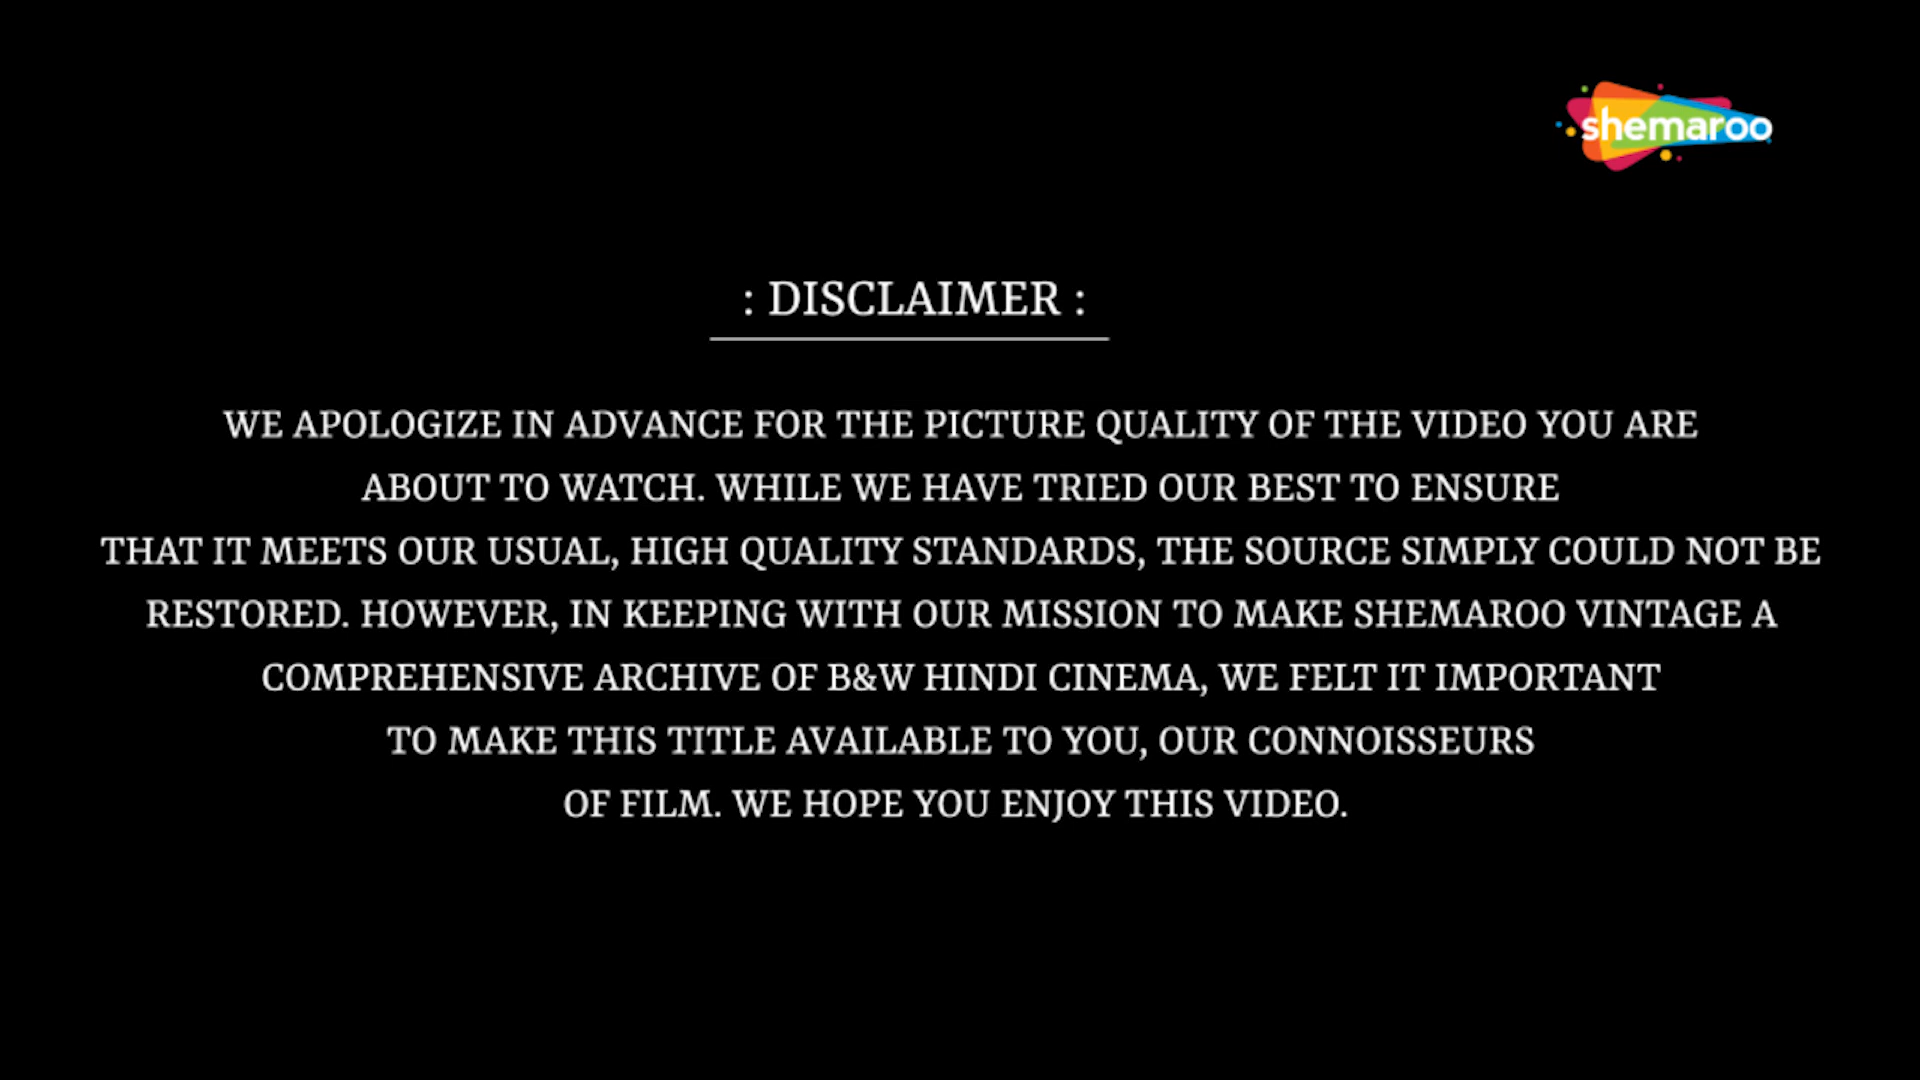 shemaroo
: DISCLAIMER :
WE APOLOGIZE IN ADVANCE FOR THE PICTURE QUALITY OF THE VIDEO YOU ARE
ABOUT TO WATCH. WHILE WE HAVE TRIED OUR BEST TO ENSURE
THAT IT MEETS OUR USUAL, HIGH QUALITY STANDARDS, THE SOURCE SIMPLY COULD NOT BE
RESTORED. HOWEVER, IN KEEPING WITH OUR MISSION TO MAKE SHEMAROO VINTAGE A
COMPREHENSIVE ARCHIVE OF B&W HINDI CINEMA, WE FELT IT IMPORTANT
TO MAKE THIS TITLE AVAILABLE TO YOU, OUR CONNOISSEURS
OF FILM. WE HOPE YOU ENJOY THIS VIDEO.